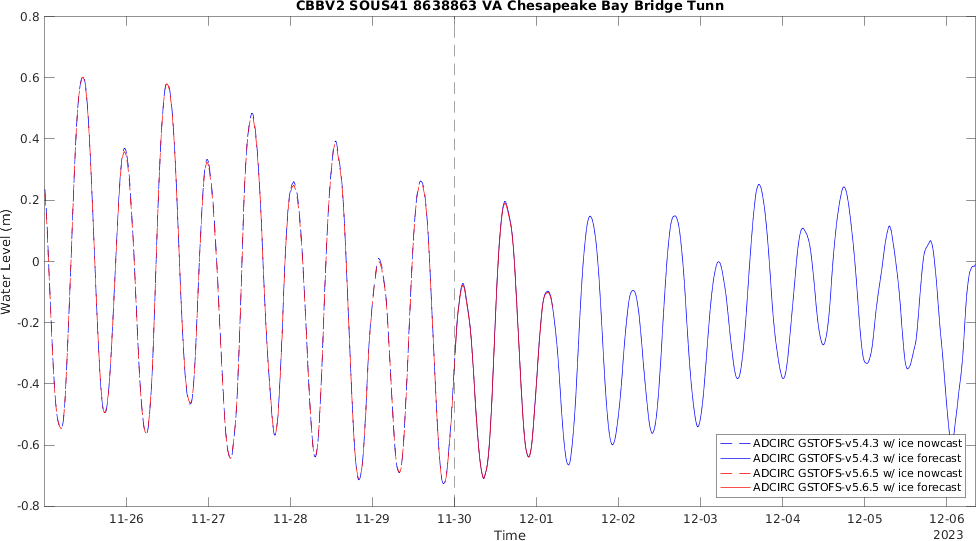 CBBV2 SOUS41 8638863 VA Chesapeake Bay Bridge Tunn
0.8
0.6
0.4
0.2
0
-0.2
-0.4
-0.6
-0.8
Water Level (m)
ADCIRC GSTOFS-v5.4.3 w/ ice nowcast
ADCIRC GSTOFS-v5.4.3 w/ ice forecast
ADCIRC GSTOFS-v5.6.5 w/ ice nowcast
ADCIRC GSTOFS-v5.6.5 w/ ice forecast
11-26 11-27 11-28 11-29 11-30 12-01 12-02 12-03 12-04 12-05 12-06
2023
Time